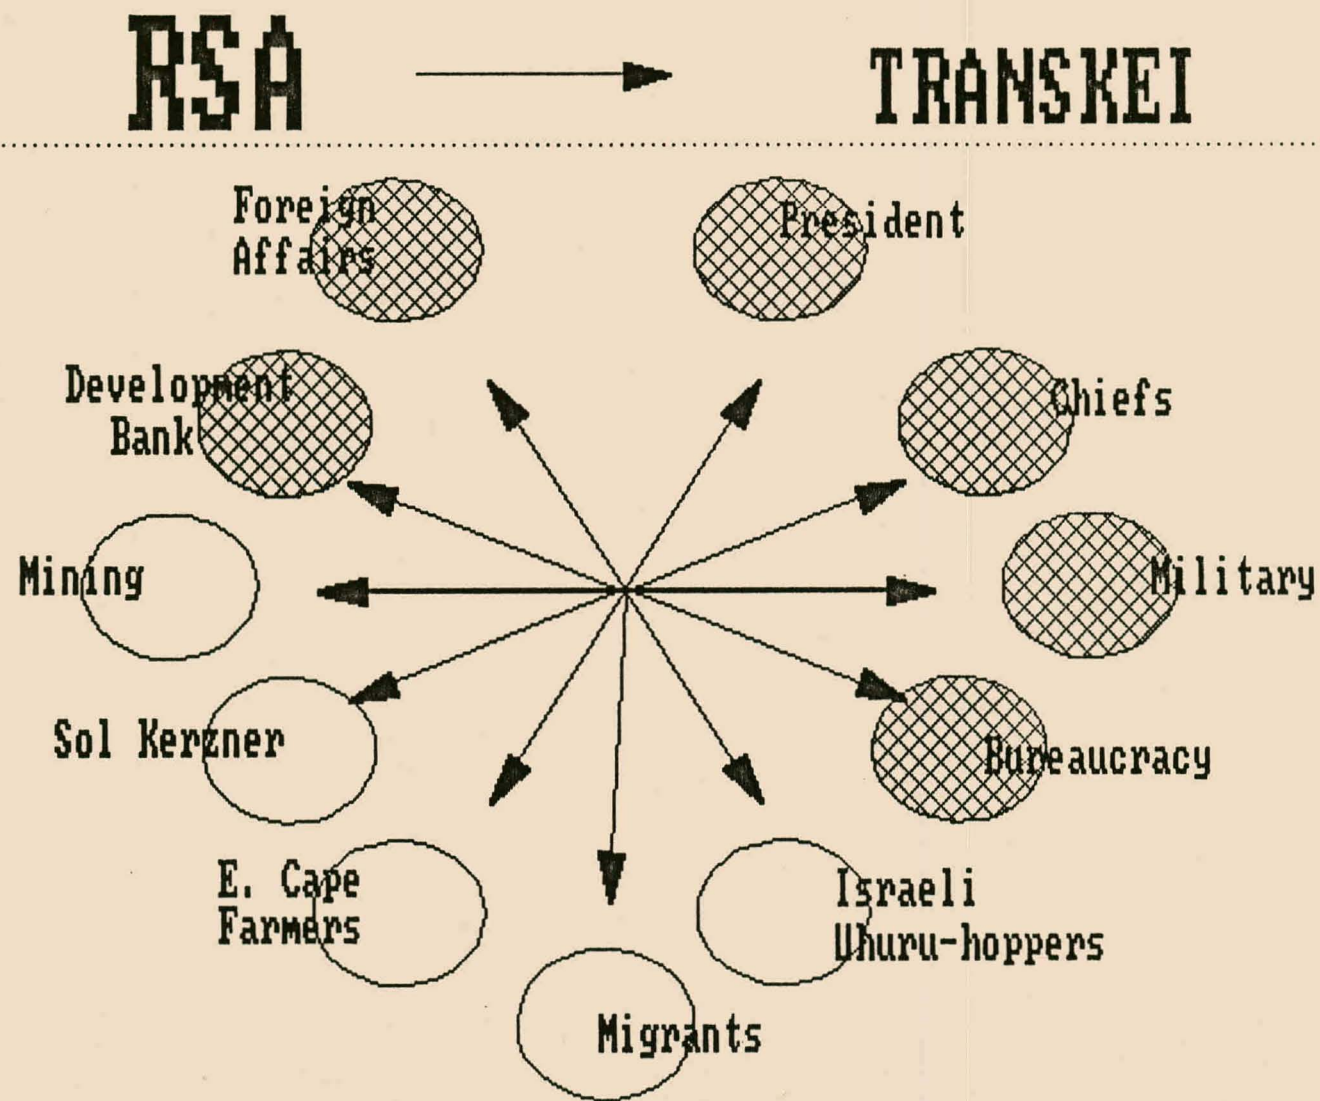 RSA
TRANSKEI
Foreign
Affairs
President
Development
Bank
Chiefs
Mining
Military
Sol Kerzner
Bureaucracy
E. Cape
Farmers
Israeli
Uhuru-hoppers
Migrants